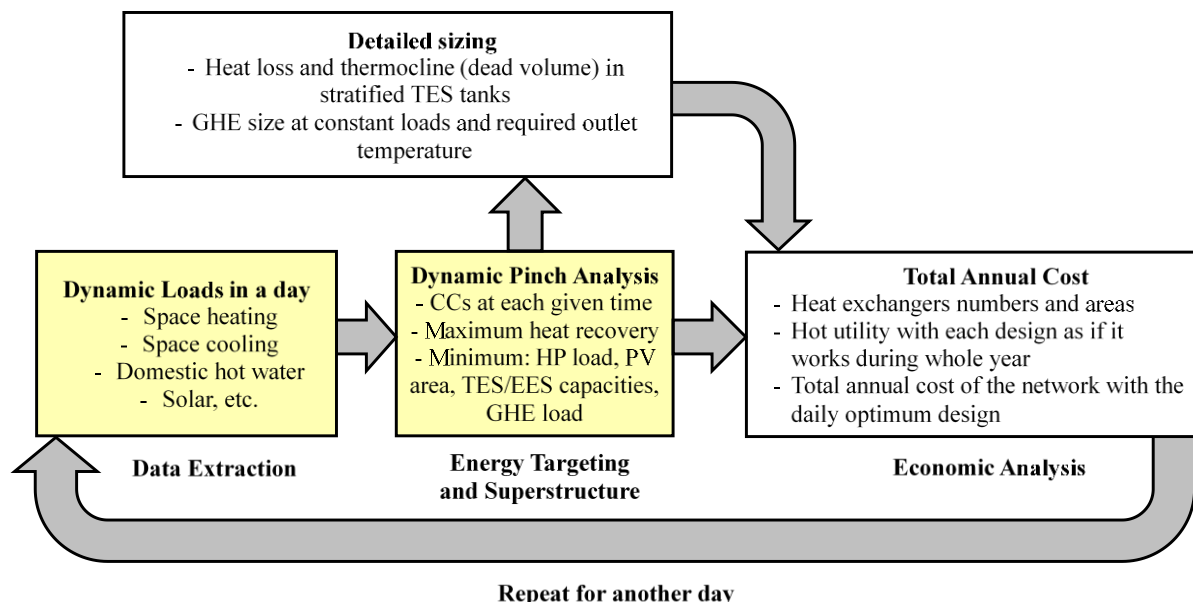 Detailed sizing
- Heat loss and thermocline (dead volume) in
stratified TES tanks
- GHE size at constant loads and required outlet
temperature
Dynamic Loads in a day
- Space heating
- Space cooling
- Domestic hot water
- Solar, etc.
Data Extraction
Dynamic Pinch Analysis
- CCs at each given time
- Maximum heat recovery
- Minimum: HP load, PV
area, TES/EES capacities,
GHE load
Energy Targeting
and Superstructure
Total Annual Cost
- Heat exchangers numbers and areas
- Hot utility with each design as if it
works during whole year
- Total annual cost of the network with the
daily optimum design
Economic Analysis
Repeat for another day